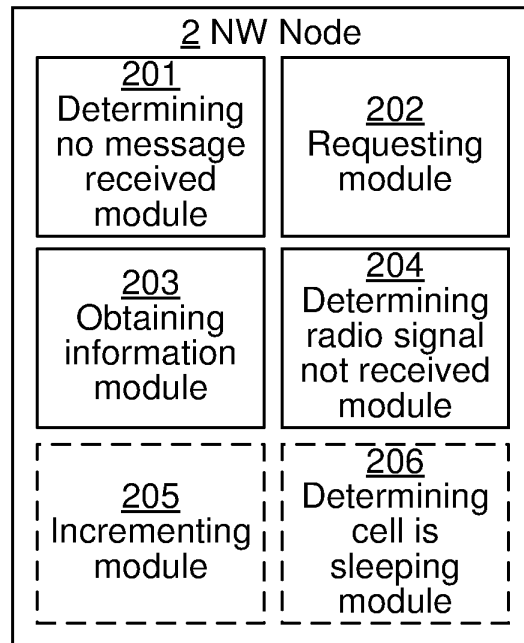 2 NW Node
201
Determining
no message
received
module
202
Requesting
module
203
Obtaining
information
module
204
Determining
radio signal
not received
module
205
Incrementing
module
206
Determining
cell is
sleeping
module